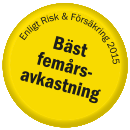 Enligt Risk & Försäkring 2015
Bäst
femårs-
avkastning